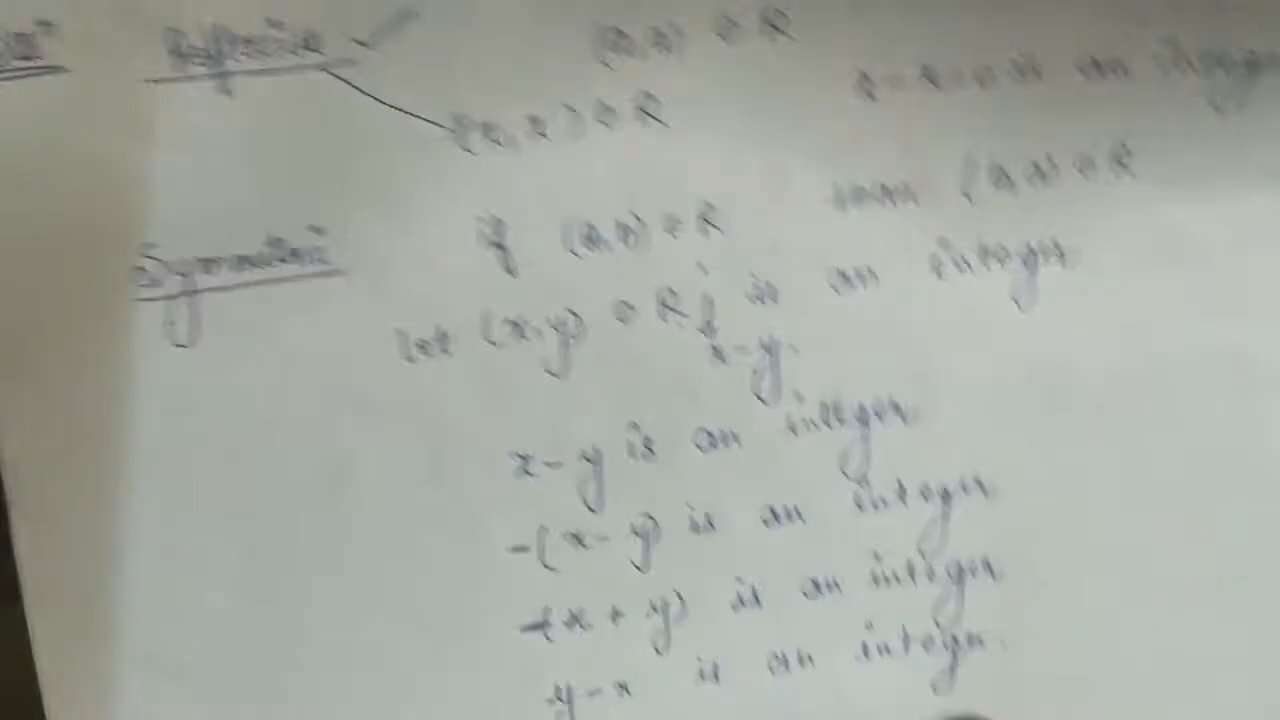 Reflexive (a,a) ∈ R
(x, x) ∈ R x - x = 0 is an integer
Symmetric if (a,b) ∈ R (b,a) ∈ R
let (x,y) ∈ R, is an integer
x-y.
x - y is an integer.
-(x - y) is an integer
-(x + y) is an integer
y - x is an integer.